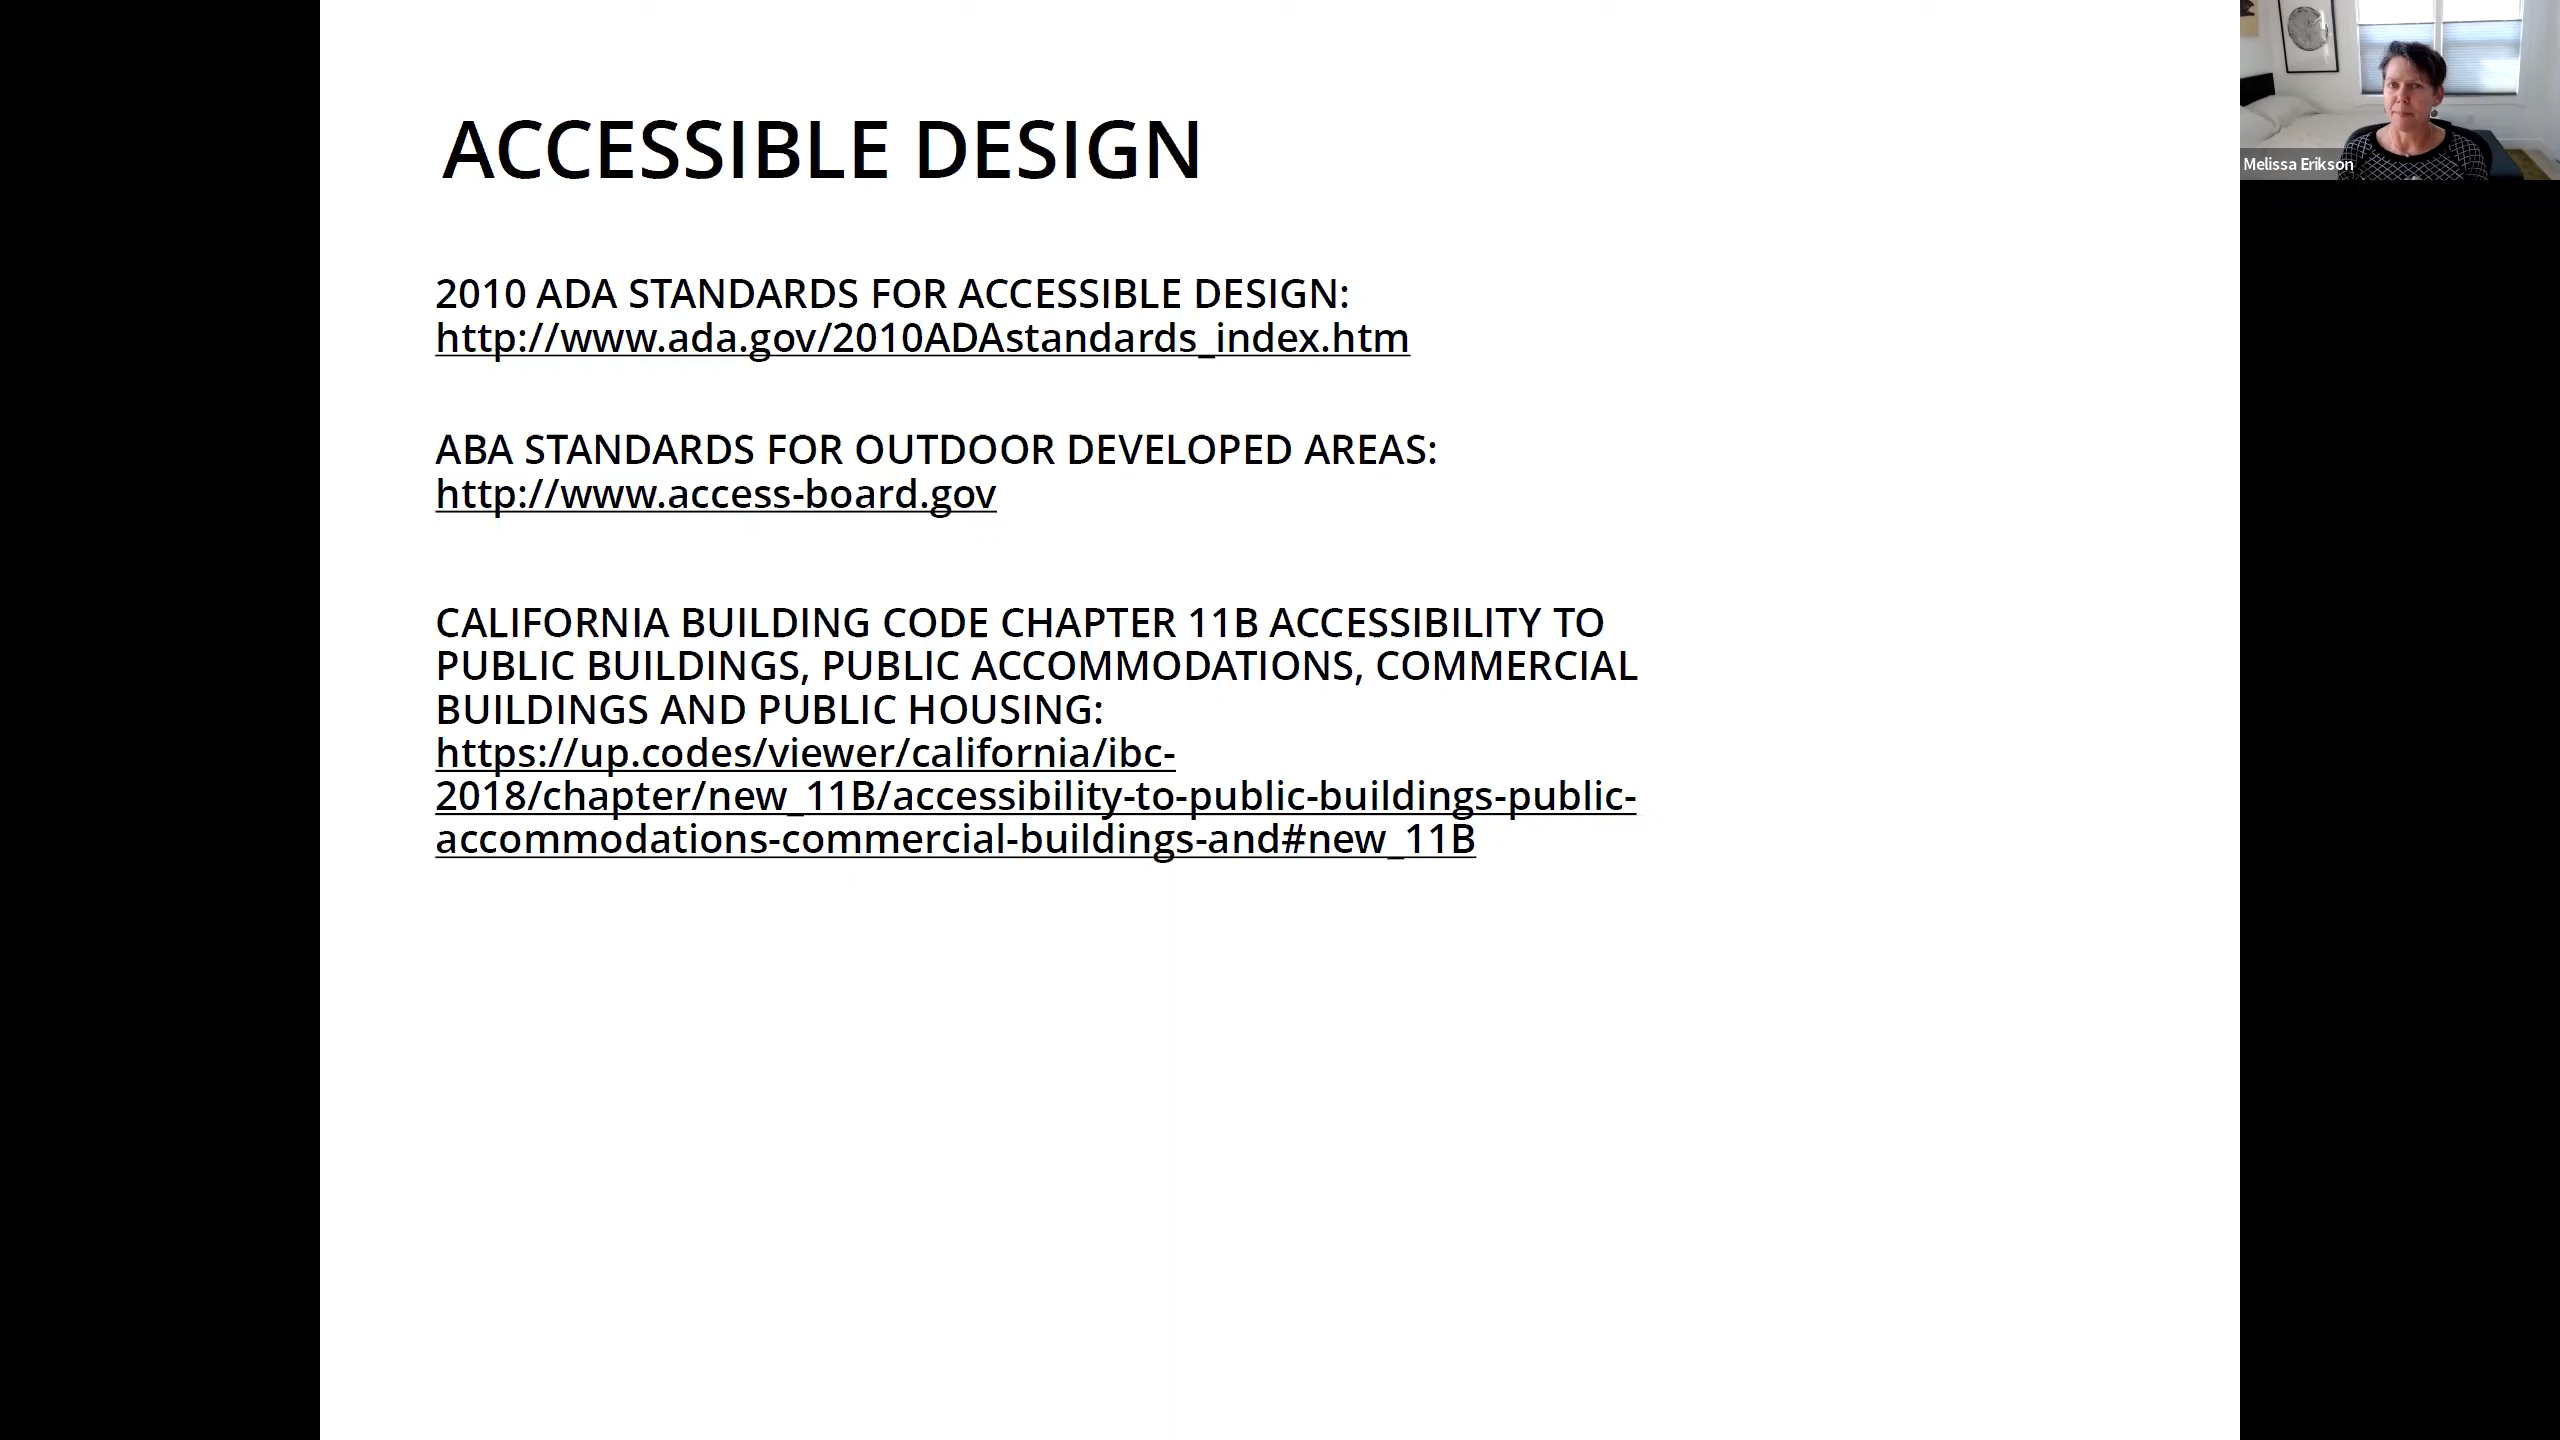 ACCESSIBLE DESIGN
2010 ADA STANDARDS FOR ACCESSIBLE DESIGN:
http://www.ada.gov/2010ADAstandards_index.htm
ABA STANDARDS FOR OUTDOOR DEVELOPED AREAS:
http://www.access-board.gov
CALIFORNIA BUILDING CODE CHAPTER 11B ACCESSIBILITY TO
PUBLIC BUILDINGS, PUBLIC ACCOMMODATIONS, COMMERCIAL
BUILDINGS AND PUBLIC HOUSING:
https://up.codes/viewer/california/ibc-
2018/chapter/new_11B/accessibility-to-public-buildings-public-
accommodations-commercial-buildings-and#new_11B
Melissa Erikson